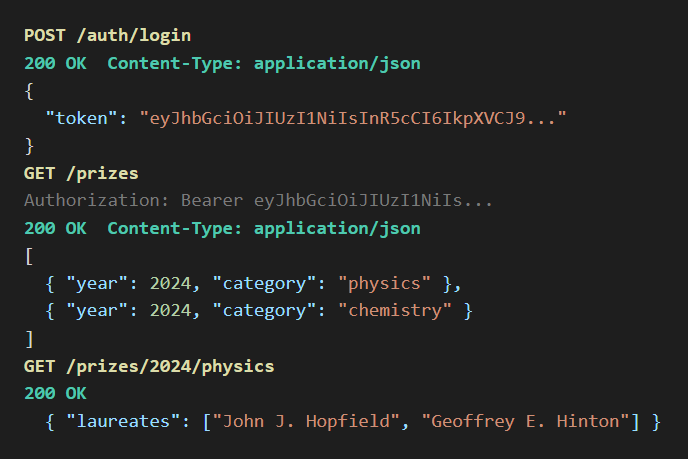 POST /auth/login
200 OK  Content-Type: application/json
{
  "token": "eyJhbGciOiJIUzI1NiIsInR5cCI6IkpXVCJ9..."
}
GET /prizes
Authorization: Bearer eyJhbGciOiJIUzI1NiIs...
200 OK  Content-Type: application/json
[
  { "year": 2024, "category": "physics" },
  { "year": 2024, "category": "chemistry" }
]
GET /prizes/2024/physics
200 OK
  { "laureates": ["John J. Hopfield", "Geoffrey E. Hinton"] }